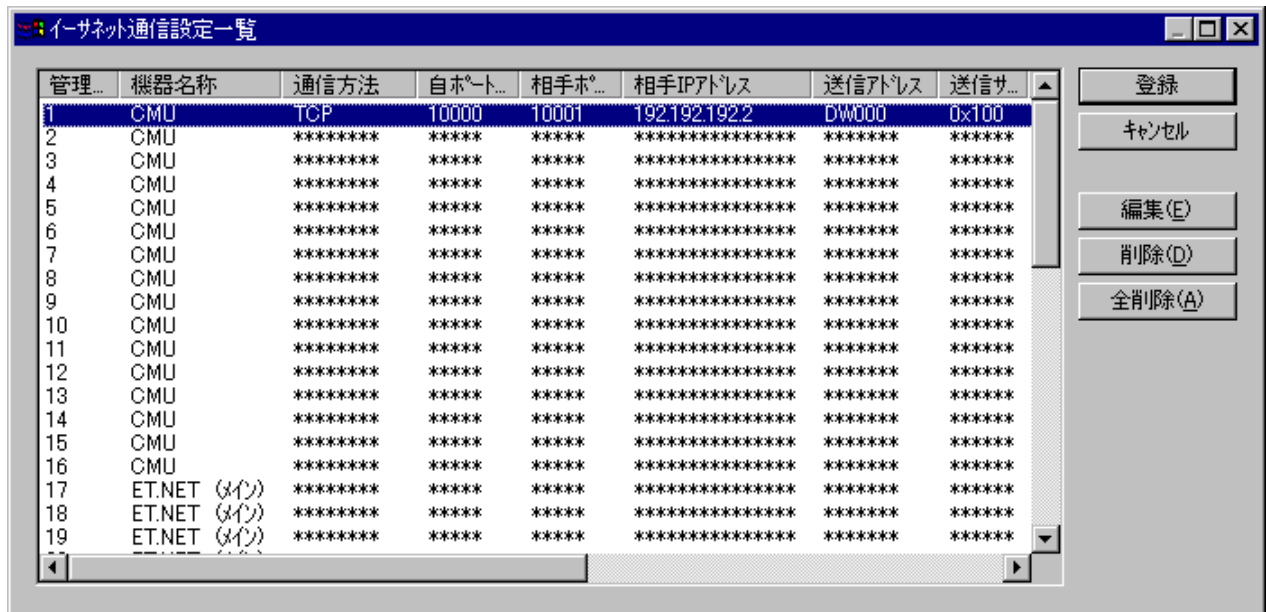 イーサネット通信設定一覧
管理... 機器名称 通信方法 自ポート... 相手ポ... 相手IPアドレス 送信アドレス 送信サ...
1 CMU TCP 10000 10001 192.192.192.2 DW000 0x100
2 CMU ******** ***** ***** *************** ******* ******
3 CMU ******** ***** ***** *************** ******* ******
4 CMU ******** ***** ***** *************** ******* ******
5 CMU ******** ***** ***** *************** ******* ******
6 CMU ******** ***** ***** *************** ******* ******
7 CMU ******** ***** ***** *************** ******* ******
8 CMU ******** ***** ***** *************** ******* ******
9 CMU ******** ***** ***** *************** ******* ******
10 CMU ******** ***** ***** *************** ******* ******
11 CMU ******** ***** ***** *************** ******* ******
12 CMU ******** ***** ***** *************** ******* ******
13 CMU ******** ***** ***** *************** ******* ******
14 CMU ******** ***** ***** *************** ******* ******
15 CMU ******** ***** ***** *************** ******* ******
16 CMU ******** ***** ***** *************** ******* ******
17 ET.NET (メイン) ******** ***** ***** *************** ******* ******
18 ET.NET (メイン) ******** ***** ***** *************** ******* ******
19 ET.NET (メイン) ******** ***** ***** *************** ******* ******
登録
キャンセル
編集(E)
削除(D)
全削除(A)